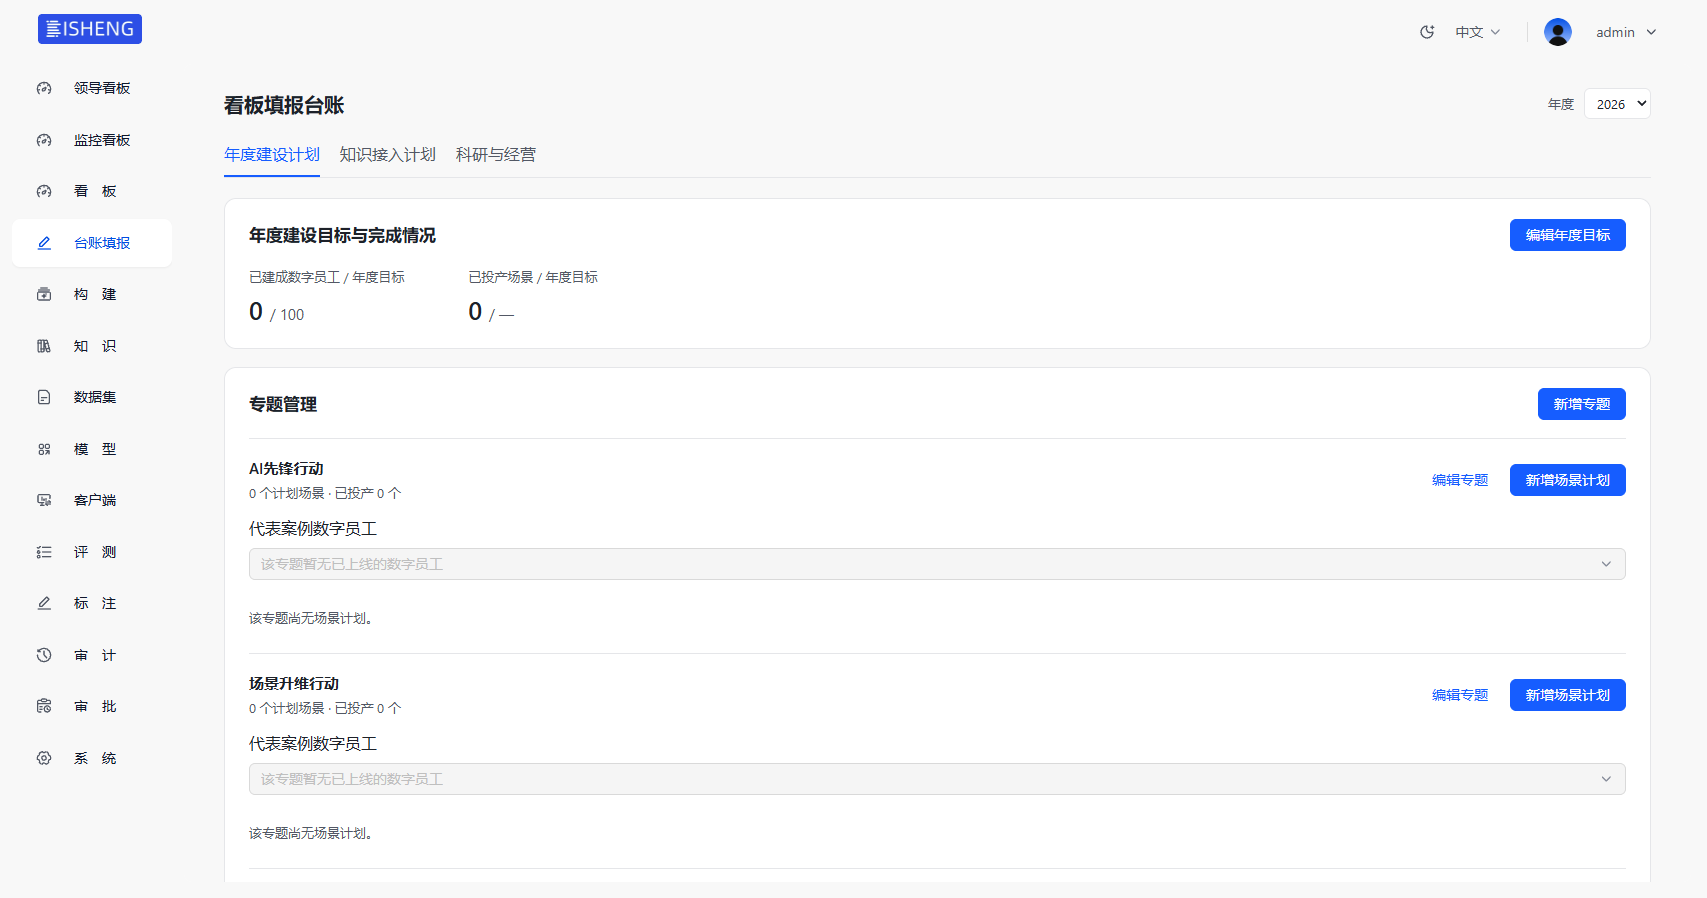 EISHENG
中文
admin
领导看板
监控看板
看 板
台账填报
构 建
知 识
数据集
模 型
客户端
评 测
标 注
审 计
审 批
系 统
看板填报台账
年度 2026
年度建设计划 知识接入计划 科研与经营
年度建设目标与完成情况
编辑年度目标
已建成数字员工 / 年度目标
0 / 100
已投产场景 / 年度目标
0 / —
专题管理
新增专题
AI先锋行动
0 个计划场景 · 已投产 0 个
编辑专题
新增场景计划
代表案例数字员工
该专题暂无已上线的数字员工
该专题尚无场景计划。
场景升维行动
0 个计划场景 · 已投产 0 个
编辑专题
新增场景计划
代表案例数字员工
该专题暂无已上线的数字员工
该专题尚无场景计划。